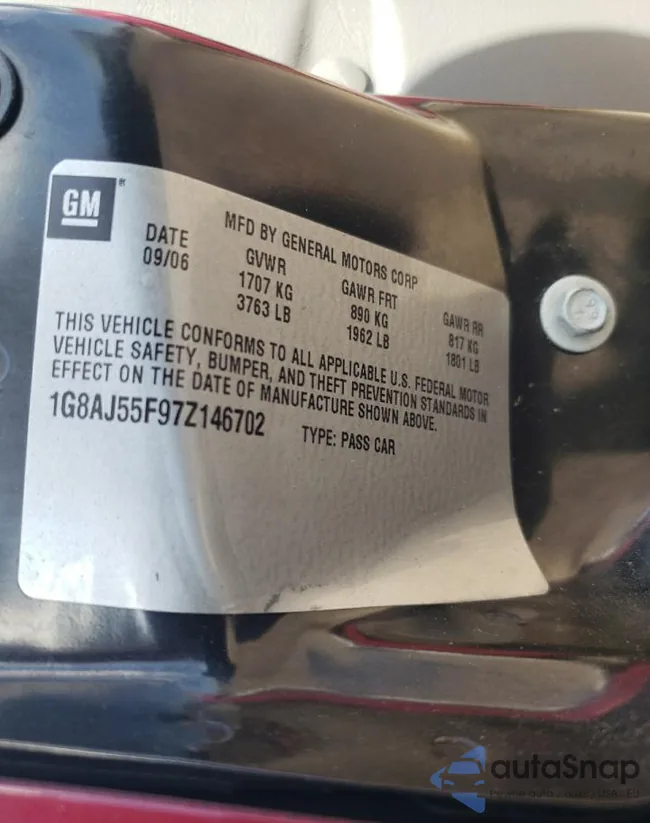 GM
MFD BY GENERAL MOTORS CORP
DATE GVWR GAWR FRT GAWR RR
09/06 1707 KG 890 KG 817 KG
3763 LB 1962 LB 1801 LB
THIS VEHICLE CONFORMS TO ALL APPLICABLE U.S. FEDERAL MOTOR
VEHICLE SAFETY, BUMPER, AND THEFT PREVENTION STANDARDS IN
EFFECT ON THE DATE OF MANUFACTURE SHOWN ABOVE.
1G8AJ55F97Z146702 TYPE: PASS CAR
autoSnap